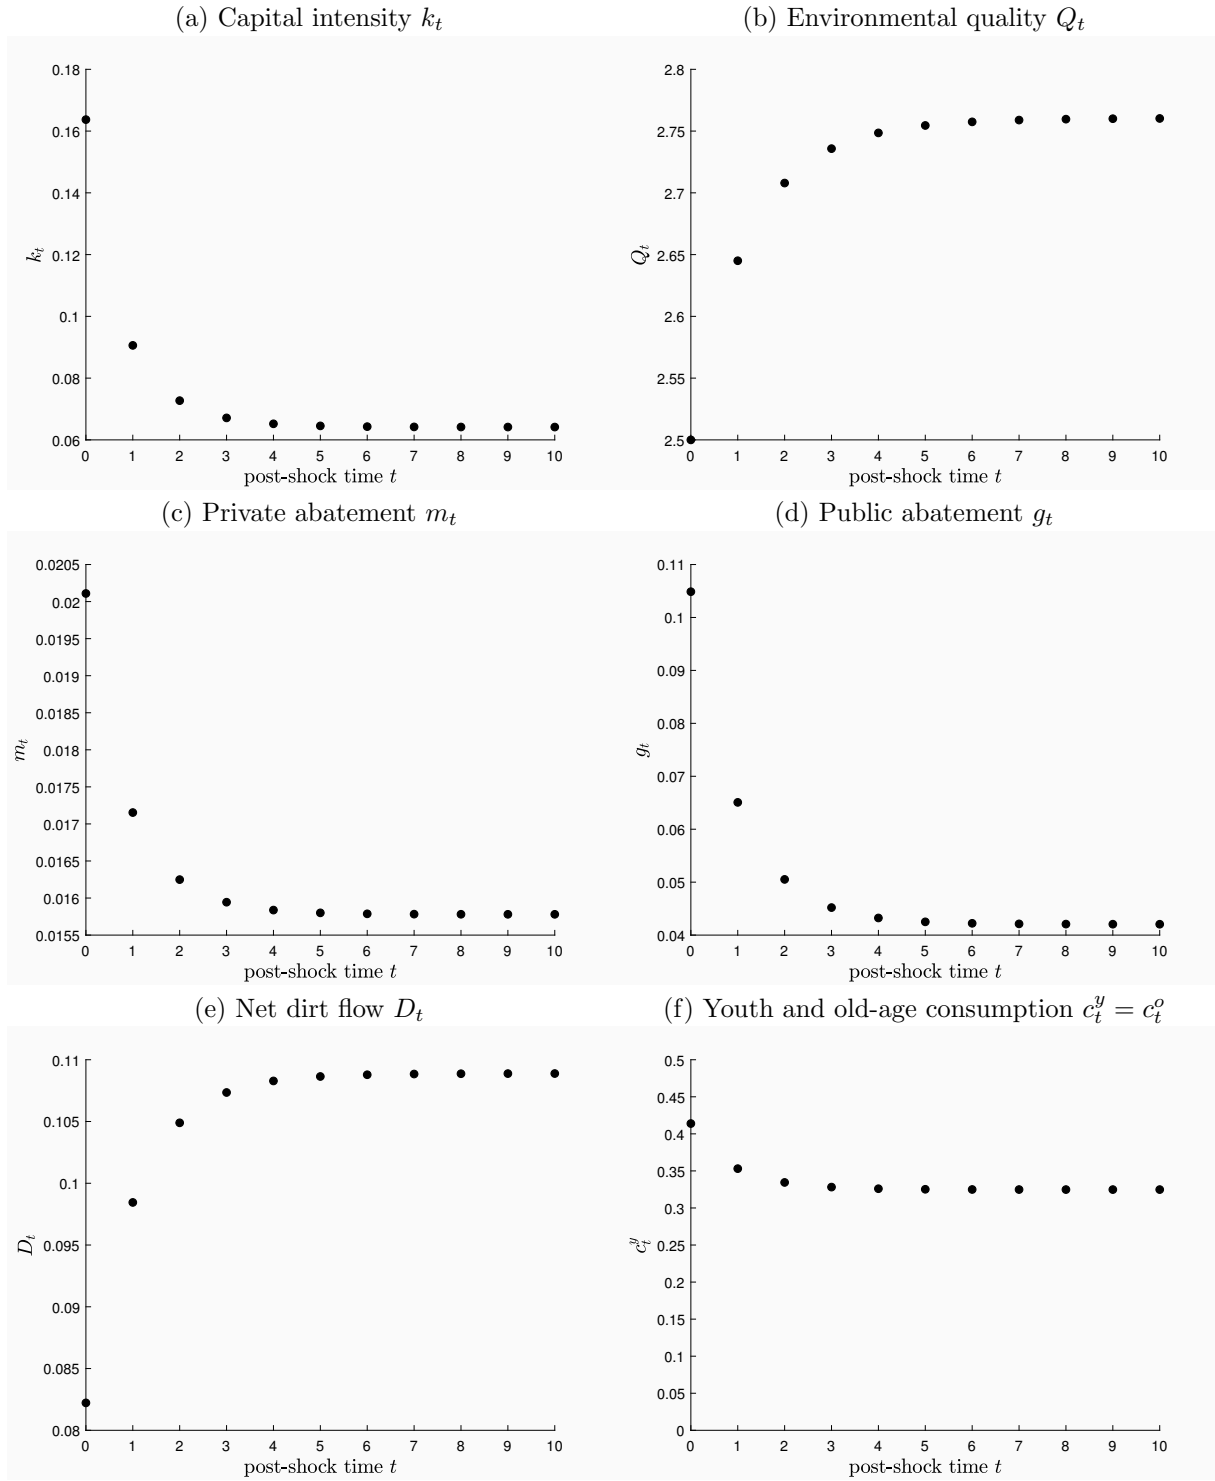 (a) Capital intensity k_t
(b) Environmental quality Q_t
0.18
0.16
0.14
0.12
0.1
0.08
0.06
k_t
0 1 2 3 4 5 6 7 8 9 10
post-shock time t
2.8
2.75
2.7
2.65
2.6
2.55
2.5
Q_t
0 1 2 3 4 5 6 7 8 9 10
post-shock time t
(c) Private abatement m_t
(d) Public abatement g_t
0.0205
0.02
0.0195
0.019
0.0185
0.018
0.0175
0.017
0.0165
0.016
0.0155
m_t
0 1 2 3 4 5 6 7 8 9 10
post-shock time t
0.11
0.1
0.09
0.08
0.07
0.06
0.05
0.04
g_t
0 1 2 3 4 5 6 7 8 9 10
post-shock time t
(e) Net dirt flow D_t
(f) Youth and old-age consumption c_t^y = c_t^o
0.11
0.105
0.1
0.095
0.09
0.085
0.08
D_t
0 1 2 3 4 5 6 7 8 9 10
post-shock time t
0.5
0.45
0.4
0.35
0.3
0.25
0.2
0.15
0.1
0.05
0
c_t^y
0 1 2 3 4 5 6 7 8 9 10
post-shock time t